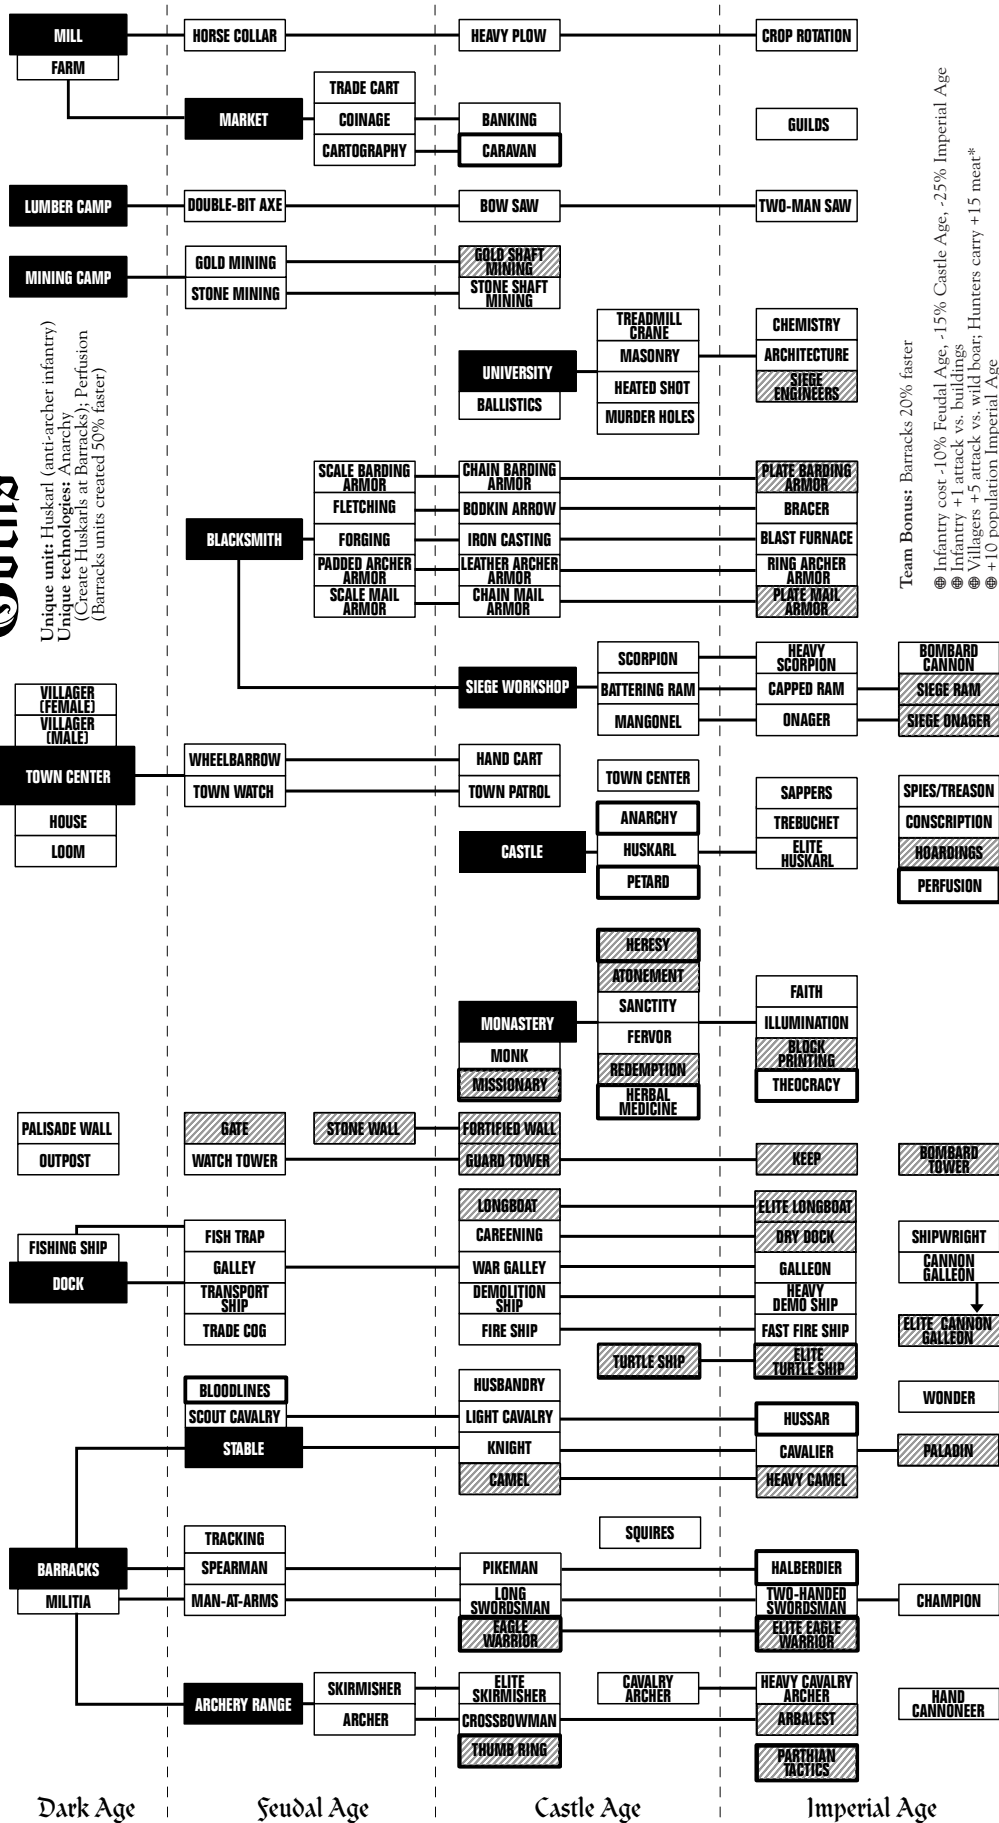 MILL
FARM
HORSE COLLAR
HEAVY PLOW
CROP ROTATION
MARKET
TRADE CART
COINAGE
CARTOGRAPHY
BANKING
CARAVAN
GUILDS
LUMBER CAMP
DOUBLE-BIT AXE
BOW SAW
TWO-MAN SAW
MINING CAMP
GOLD MINING
STONE MINING
GOLD SHAFT
MINING
STONE SHAFT
MINING
UNIVERSITY
BALLISTICS
TREADMILL
CRANE
MASONRY
HEATED SHOT
MURDER HOLES
CHEMISTRY
ARCHITECTURE
SIEGE
ENGINEERS
Unique unit: Huskarl (anti-archer infantry)
Unique technologies: Anarchy
(Create Huskarls at Barracks); Perfusion
(Barracks units created 50% faster)
Team Bonus: Barracks 20% faster
Infantry cost -10% Feudal Age, -15% Castle Age, -25% Imperial Age
Infantry +1 attack vs. buildings
Villagers +5 attack vs. wild boar; Hunters carry +15 meat*
+10 population Imperial Age
BLACKSMITH
SCALE BARDING
ARMOR
FLETCHING
FORGING
PADDED ARCHER
ARMOR
SCALE MAIL
ARMOR
CHAIN BARDING
ARMOR
BODKIN ARROW
IRON CASTING
LEATHER ARCHER
ARMOR
CHAIN MAIL
ARMOR
PLATE BARDING
ARMOR
BRACER
BLAST FURNACE
RING ARCHER
ARMOR
PLATE MAIL
ARMOR
SIEGE WORKSHOP
SCORPION
BATTERING RAM
MANGONEL
HEAVY
SCORPION
CAPPED RAM
ONAGER
BOMBARD
CANNON
SIEGE RAM
SIEGE ONAGER
VILLAGER
(FEMALE)
VILLAGER
(MALE)
TOWN CENTER
HOUSE
LOOM
WHEELBARROW
TOWN WATCH
HAND CART
TOWN PATROL
TOWN CENTER
CASTLE
ANARCHY
HUSKARL
PETARD
SAPPERS
TREBUCHET
ELITE
HUSKARL
SPIES/TREASON
CONSCRIPTION
HOARDINGS
PERFUSION
MONASTERY
MONK
MISSIONARY
HERESY
ATONEMENT
SANCTITY
FERVOR
REDEMPTION
HERBAL
MEDICINE
FAITH
ILLUMINATION
BLOCK
PRINTING
THEOCRACY
PALISADE WALL
OUTPOST
GATE
WATCH TOWER
STONE WALL
FORTIFIED WALL
GUARD TOWER
KEEP
BOMBARD
TOWER
FISHING SHIP
DOCK
FISH TRAP
GALLEY
TRANSPORT
SHIP
TRADE COG
LONGBOAT
CAREENING
WAR GALLEY
DEMOLITION
SHIP
FIRE SHIP
TURTLE SHIP
ELITE LONGBOAT
DRY DOCK
GALLEON
HEAVY
DEMO SHIP
FAST FIRE SHIP
ELITE
TURTLE SHIP
SHIPWRIGHT
CANNON
GALLEON
ELITE CANNON
GALLEON
BLOODLINES
SCOUT CAVALRY
STABLE
HUSBANDRY
LIGHT CAVALRY
KNIGHT
CAMEL
HUSSAR
CAVALIER
HEAVY CAMEL
WONDER
PALADIN
BARRACKS
MILITIA
TRACKING
SPEARMAN
MAN-AT-ARMS
PIKEMAN
LONG
SWORDSMAN
EAGLE
WARRIOR
SQUIRES
HALBERDIER
TWO-HANDED
SWORDSMAN
ELITE EAGLE
WARRIOR
CHAMPION
ARCHERY RANGE
SKIRMISHER
ARCHER
ELITE
SKIRMISHER
CROSSBOWMAN
THUMB RING
CAVALRY
ARCHER
HEAVY CAVALRY
ARCHER
ARBALEST
PARTHIAN
TACTICS
HAND
CANNONEER
Dark Age
Feudal Age
Castle Age
Imperial Age